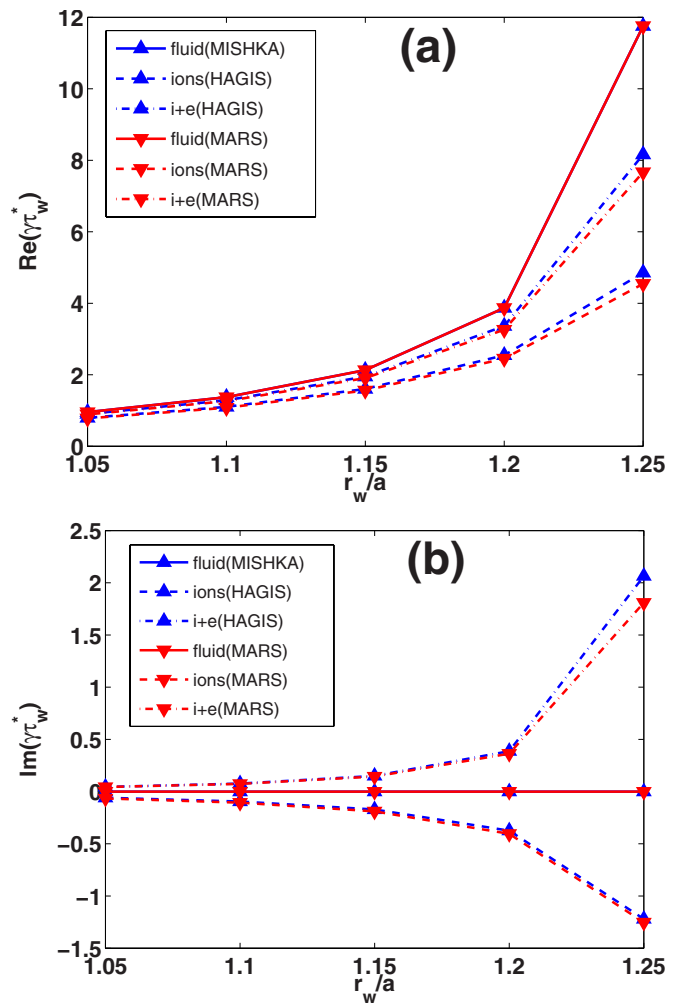 (a)
12
10
8
6
4
2
0
Re(γτ*w)
fluid(MISHKA)
ions(HAGIS)
i+e(HAGIS)
fluid(MARS)
ions(MARS)
i+e(MARS)
1.05 1.1 1.15 1.2 1.25
r_w/a
(b)
2.5
2
1.5
1
0.5
0
−0.5
−1
−1.5
Im(γτ*w)
fluid(MISHKA)
ions(HAGIS)
i+e(HAGIS)
fluid(MARS)
ions(MARS)
i+e(MARS)
1.05 1.1 1.15 1.2 1.25
r_w/a